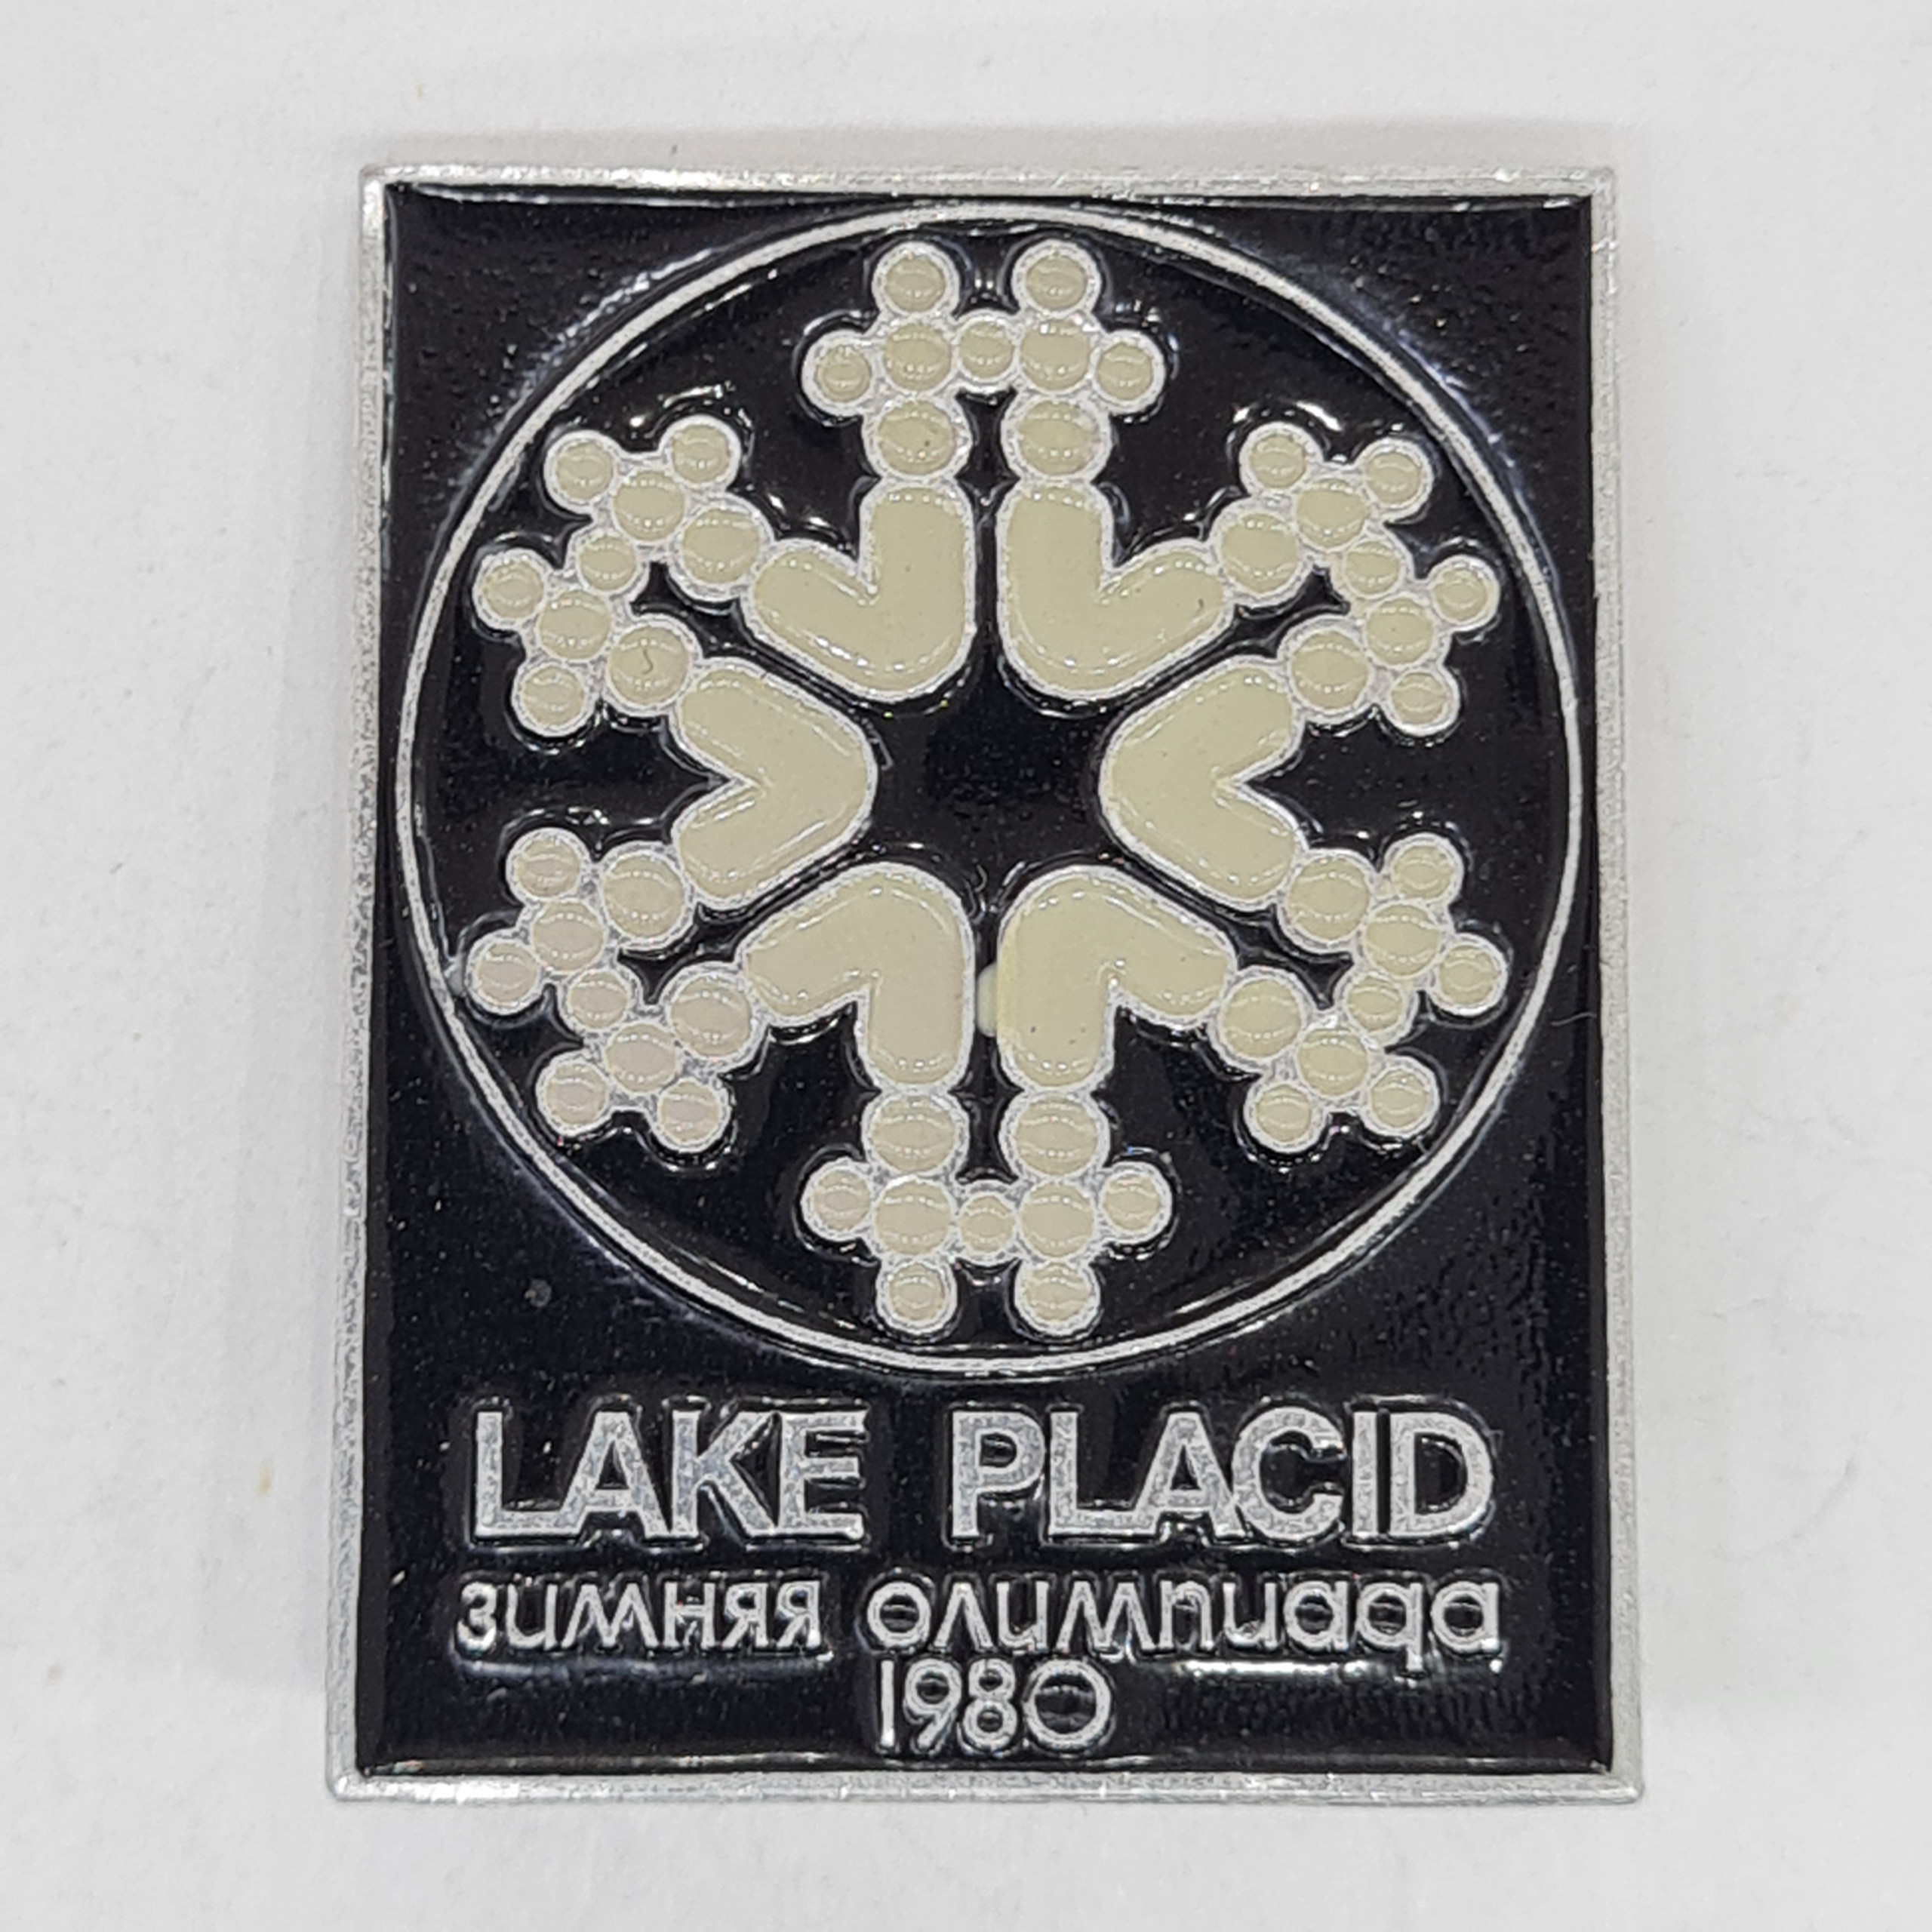 LAKE PLACID
зимняя олимпиада
1980